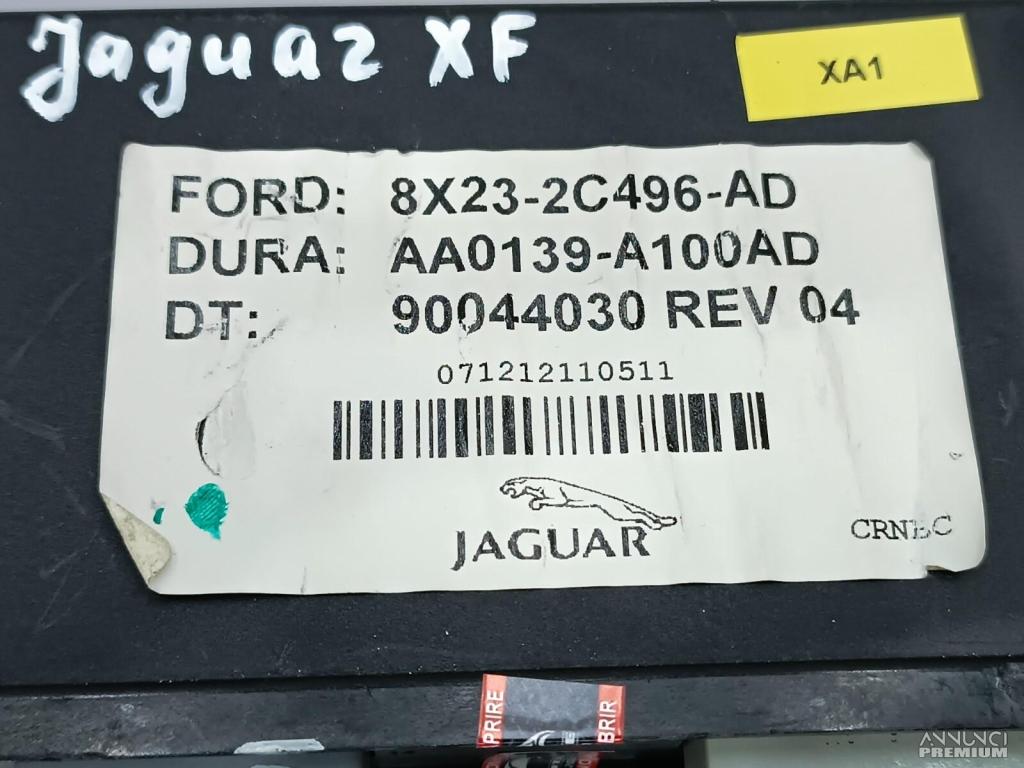 Jaguar XF
XA1
FORD: 8X23-2C496-AD
DURA: AA0139-A100AD
DT: 90044030 REV 04
071212110511
JAGUAR
PRIRE
BRIR
ANNUNCI
PREMIUM